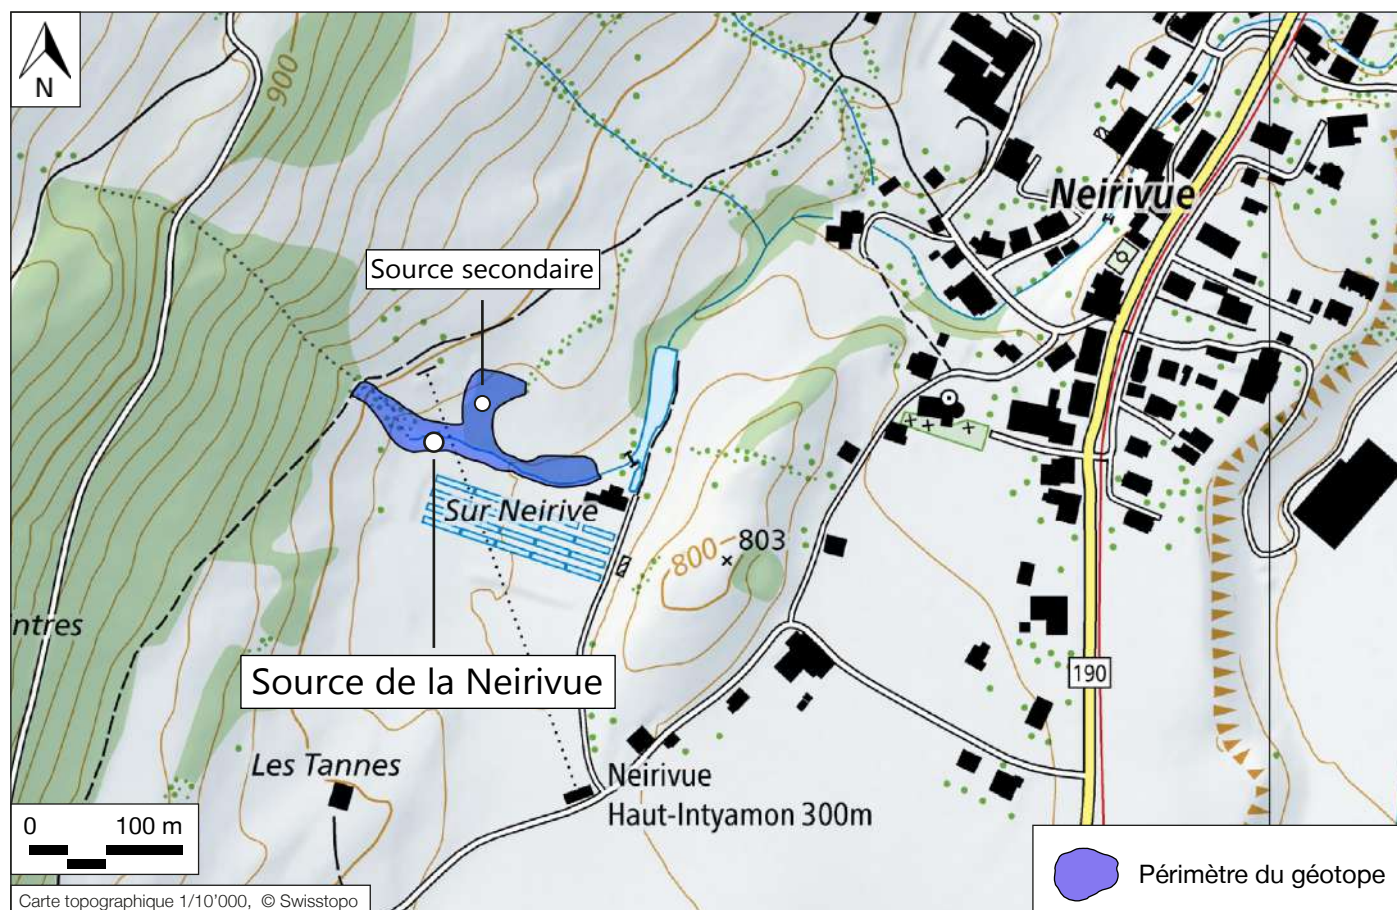 N
900
Neirivue
Source secondaire
Sur Neirive
800
803
ntres
Source de la Neirivue
190
Les Tannes
Neirivue
Haut-Intyamon 300m
0 100 m
Périmètre du géotope
Carte topographique 1/10'000, © Swisstopo